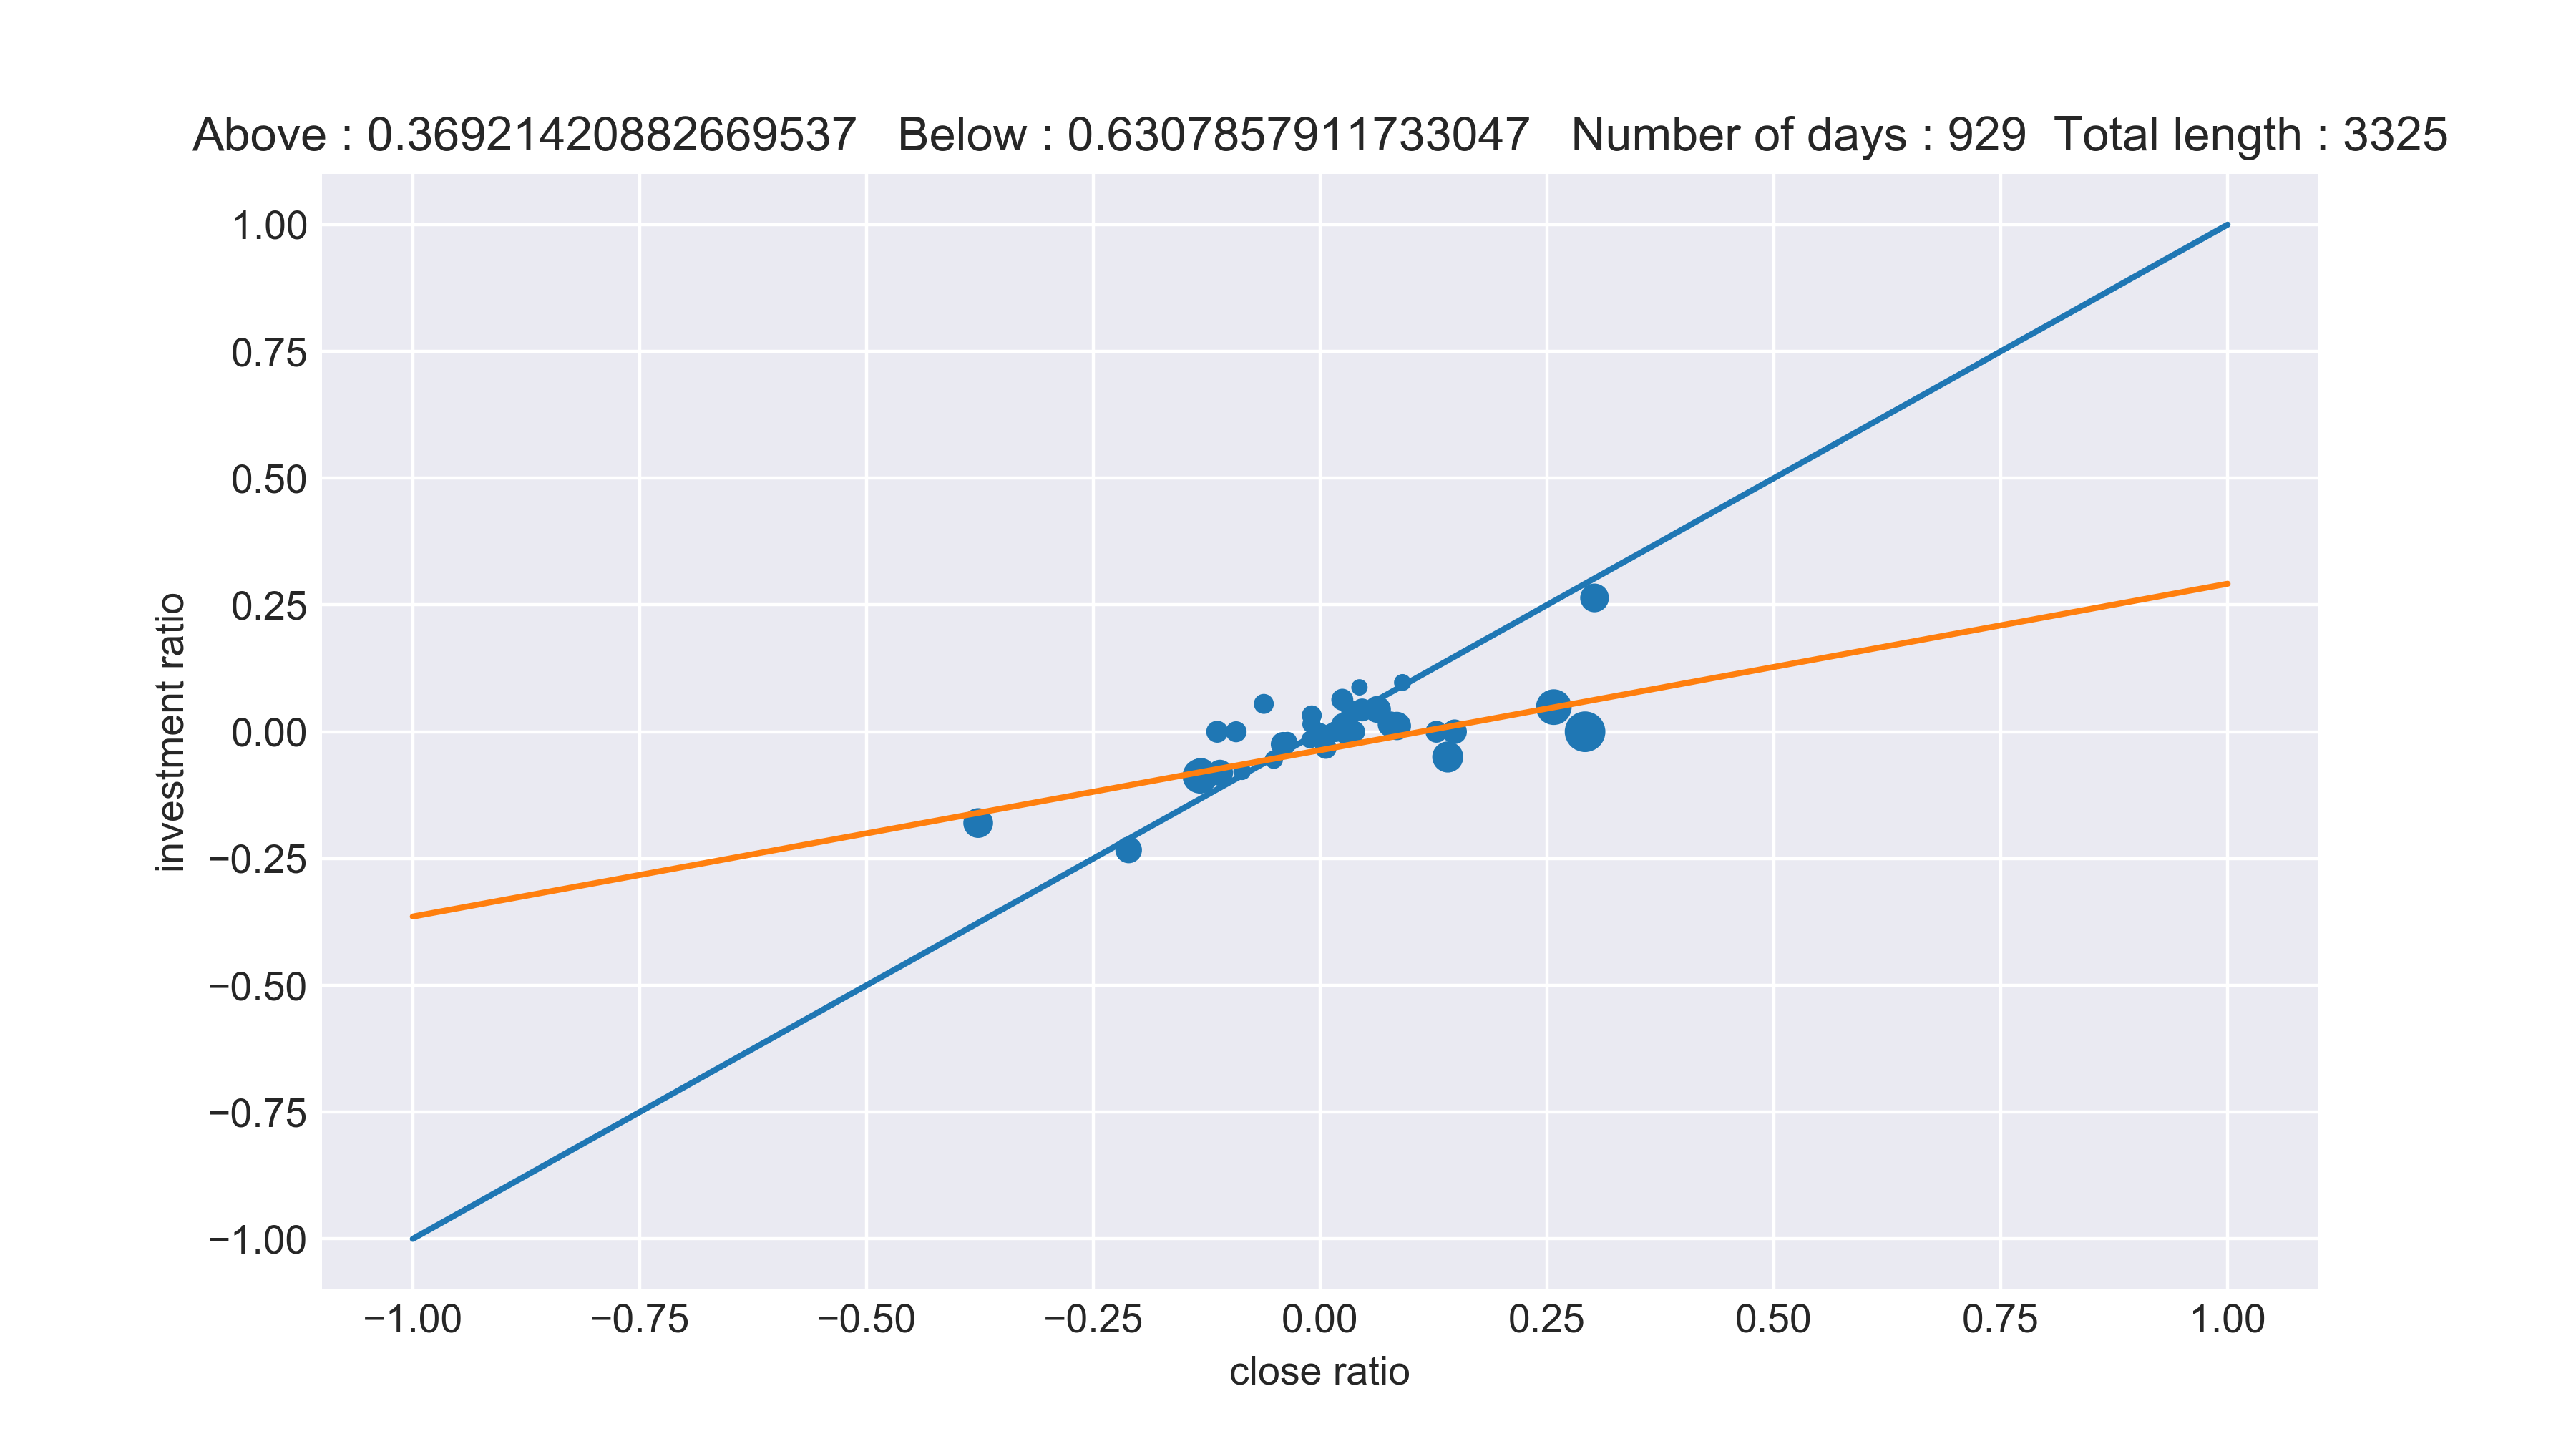 Above : 0.369214420882669537   Below : 0.6307857911733047   Number of days : 929  Total length : 3325
1.00
0.75
0.50
0.25
0.00
−0.25
−0.50
−0.75
−1.00
investment ratio
−1.00 −0.75 −0.50 −0.25 0.00 0.25 0.50 0.75 1.00
close ratio